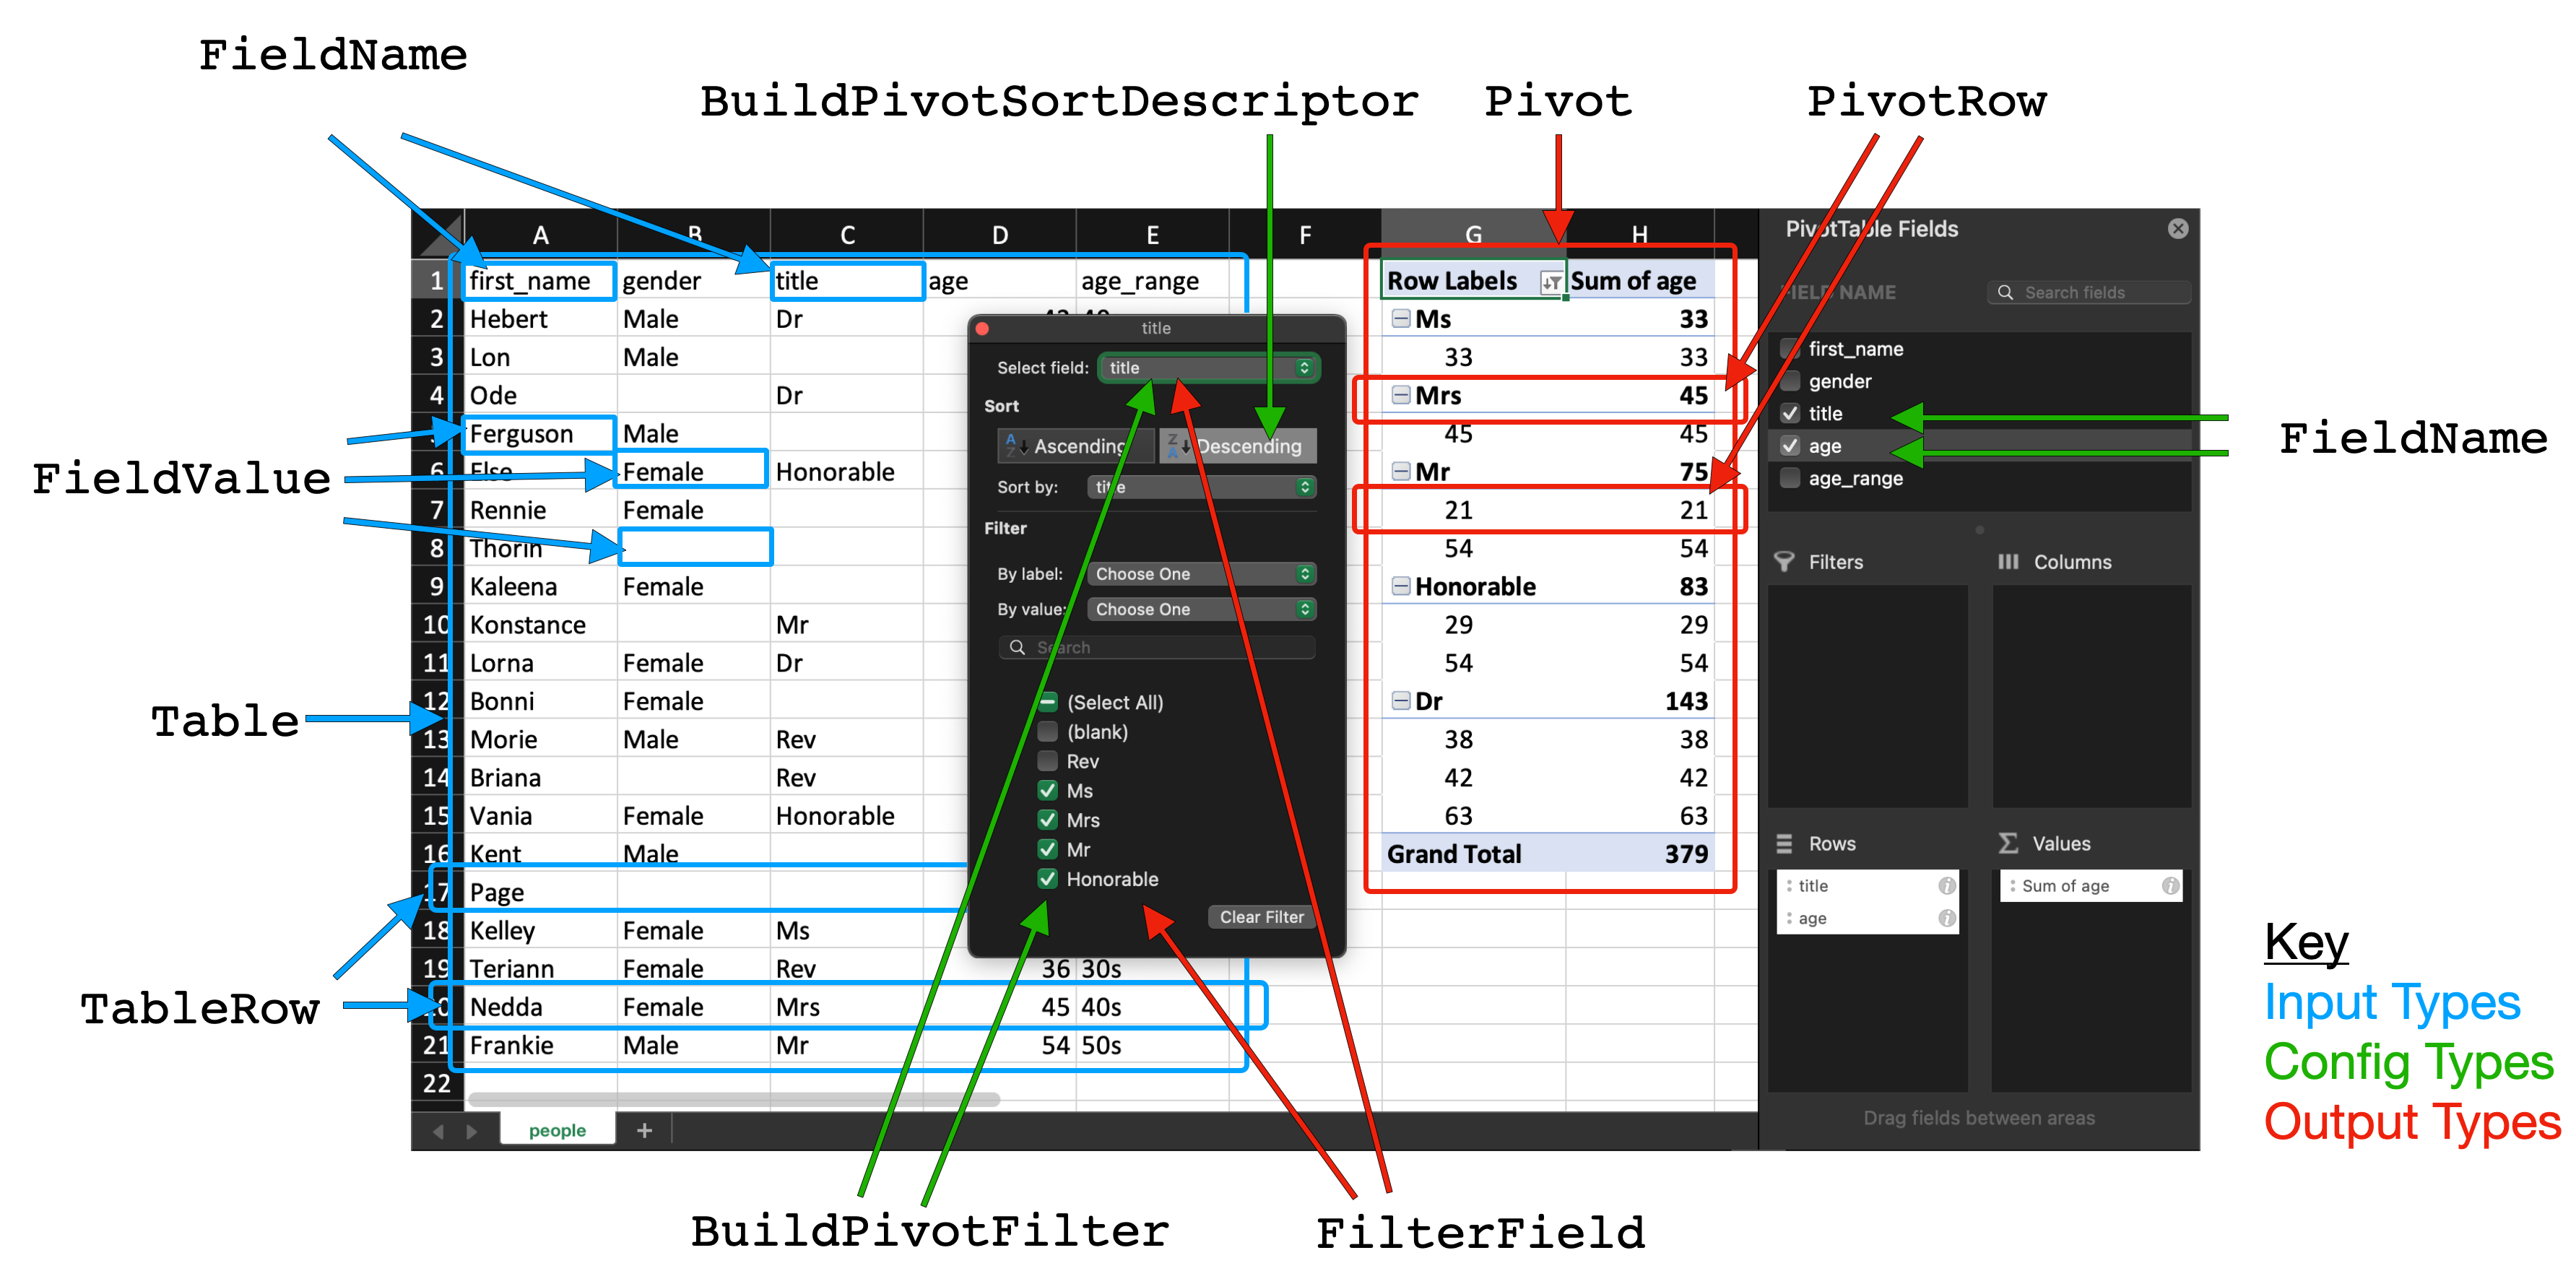 FieldName
BuildPivotSortDescriptor Pivot PivotRow
A B C D E F G H
1 first_name gender title age age_range
2 Hebert Male Dr
3 Lon Male
4 Ode Dr
Ferguson Male
6 Else Female Honorable
7 Rennie Female
8 Thorin
9 Kaleena Female
10 Konstance Mr
11 Lorna Female Dr
12 Bonni Female
13 Morie Male Rev
14 Briana Rev
15 Vania Female Honorable
16 Kent Male
17 Page
18 Kelley Female Ms
19 Teriann Female Rev 36 30s
Nedda Female Mrs 45 40s
21 Frankie Male Mr 54 50s
22
people +
FieldValue
Table
TableRow
title
Select field: title
Sort
AZ Ascending ZA Descending
Sort by: title
Filter
By label: Choose One
By value: Choose One
Search
(Select All)
(blank)
Rev
Ms
Mrs
Mr
Honorable
Clear Filter
Row Labels Sum of age
Ms 33
33 33
Mrs 45
45 45
Mr 75
21 21
54 54
Honorable 83
29 29
54 54
Dr 143
38 38
42 42
63 63
Grand Total 379
PivotTable Fields
FIELD NAME Search fields
first_name
gender
title
age
age_range
Filters Columns
Rows Values
title Sum of age
age
Drag fields between areas
FieldName
Key
Input Types
Config Types
Output Types
BuildPivotFilter FilterField